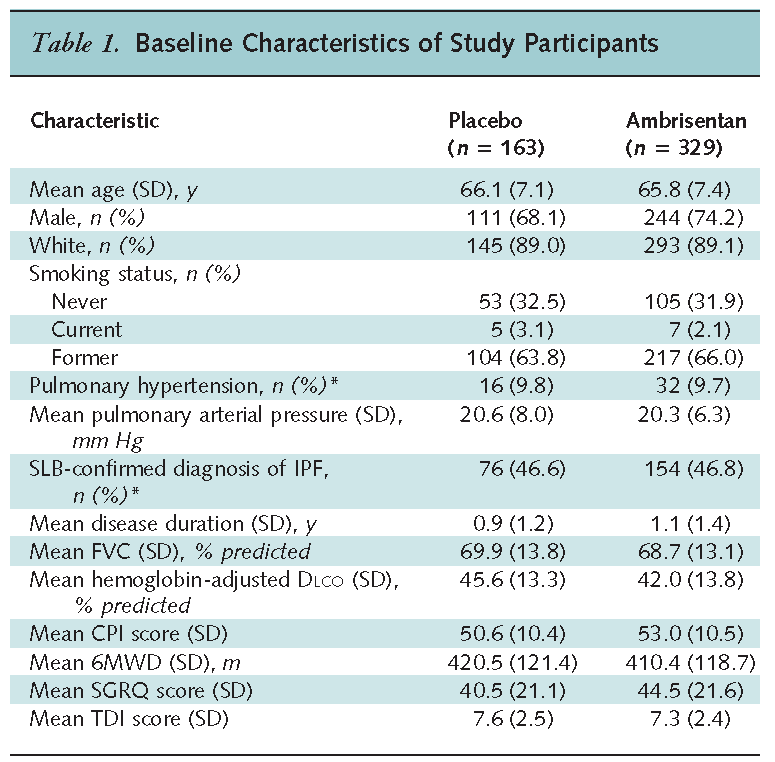 Table 1. Baseline Characteristics of Study Participants
Characteristic Placebo Ambrisentan
(n = 163) (n = 329)
Mean age (SD), y 66.1 (7.1) 65.8 (7.4)
Male, n (%) 111 (68.1) 244 (74.2)
White, n (%) 145 (89.0) 293 (89.1)
Smoking status, n (%)
Never 53 (32.5) 105 (31.9)
Current 5 (3.1) 7 (2.1)
Former 104 (63.8) 217 (66.0)
Pulmonary hypertension, n (%)* 16 (9.8) 32 (9.7)
Mean pulmonary arterial pressure (SD), 20.6 (8.0) 20.3 (6.3)
mm Hg
SLB-confirmed diagnosis of IPF, 76 (46.6) 154 (46.8)
n (%)*
Mean disease duration (SD), y 0.9 (1.2) 1.1 (1.4)
Mean FVC (SD), % predicted 69.9 (13.8) 68.7 (13.1)
Mean hemoglobin-adjusted DLCO (SD), 45.6 (13.3) 42.0 (13.8)
% predicted
Mean CPI score (SD) 50.6 (10.4) 53.0 (10.5)
Mean 6MWD (SD), m 420.5 (121.4) 410.4 (118.7)
Mean SGRQ score (SD) 40.5 (21.1) 44.5 (21.6)
Mean TDI score (SD) 7.6 (2.5) 7.3 (2.4)